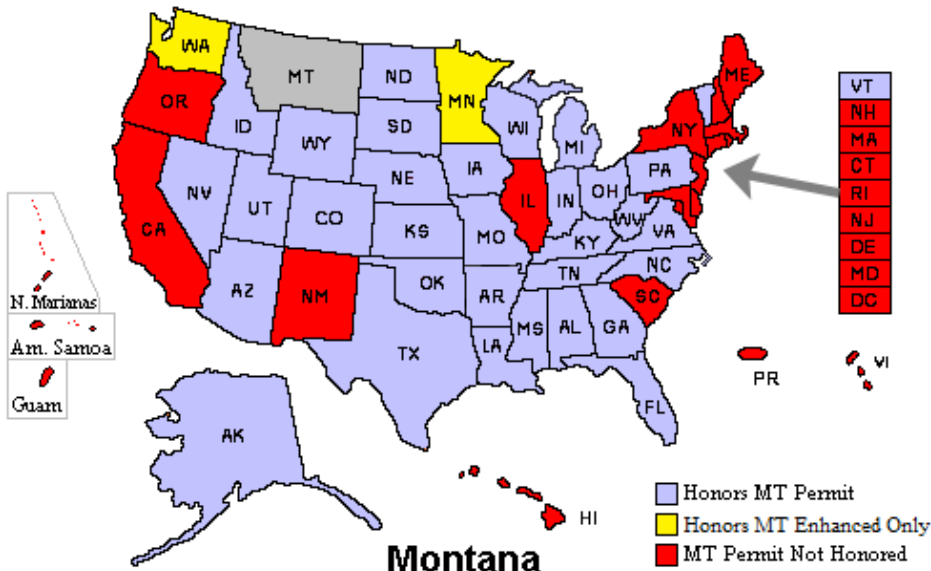 WA
MT
ND
MN
ME
VT
OR
ID
SD
WI
MI
NY
NH
WY
MA
IA
PA
CT
NE
NV
IL
IN
OH
RI
UT
CO
WV
NJ
CA
KS
MO
KY
VA
DE
TN
NC
MD
AZ
NM
OK
AR
SC
DC
N. Marianas
MS
AL
GA
Am. Samoa
TX
LA
PR
VI
Guam
FL
AK
Honors MT Permit
HI
Honors MT Enhanced Only
MT Permit Not Honored
Montana